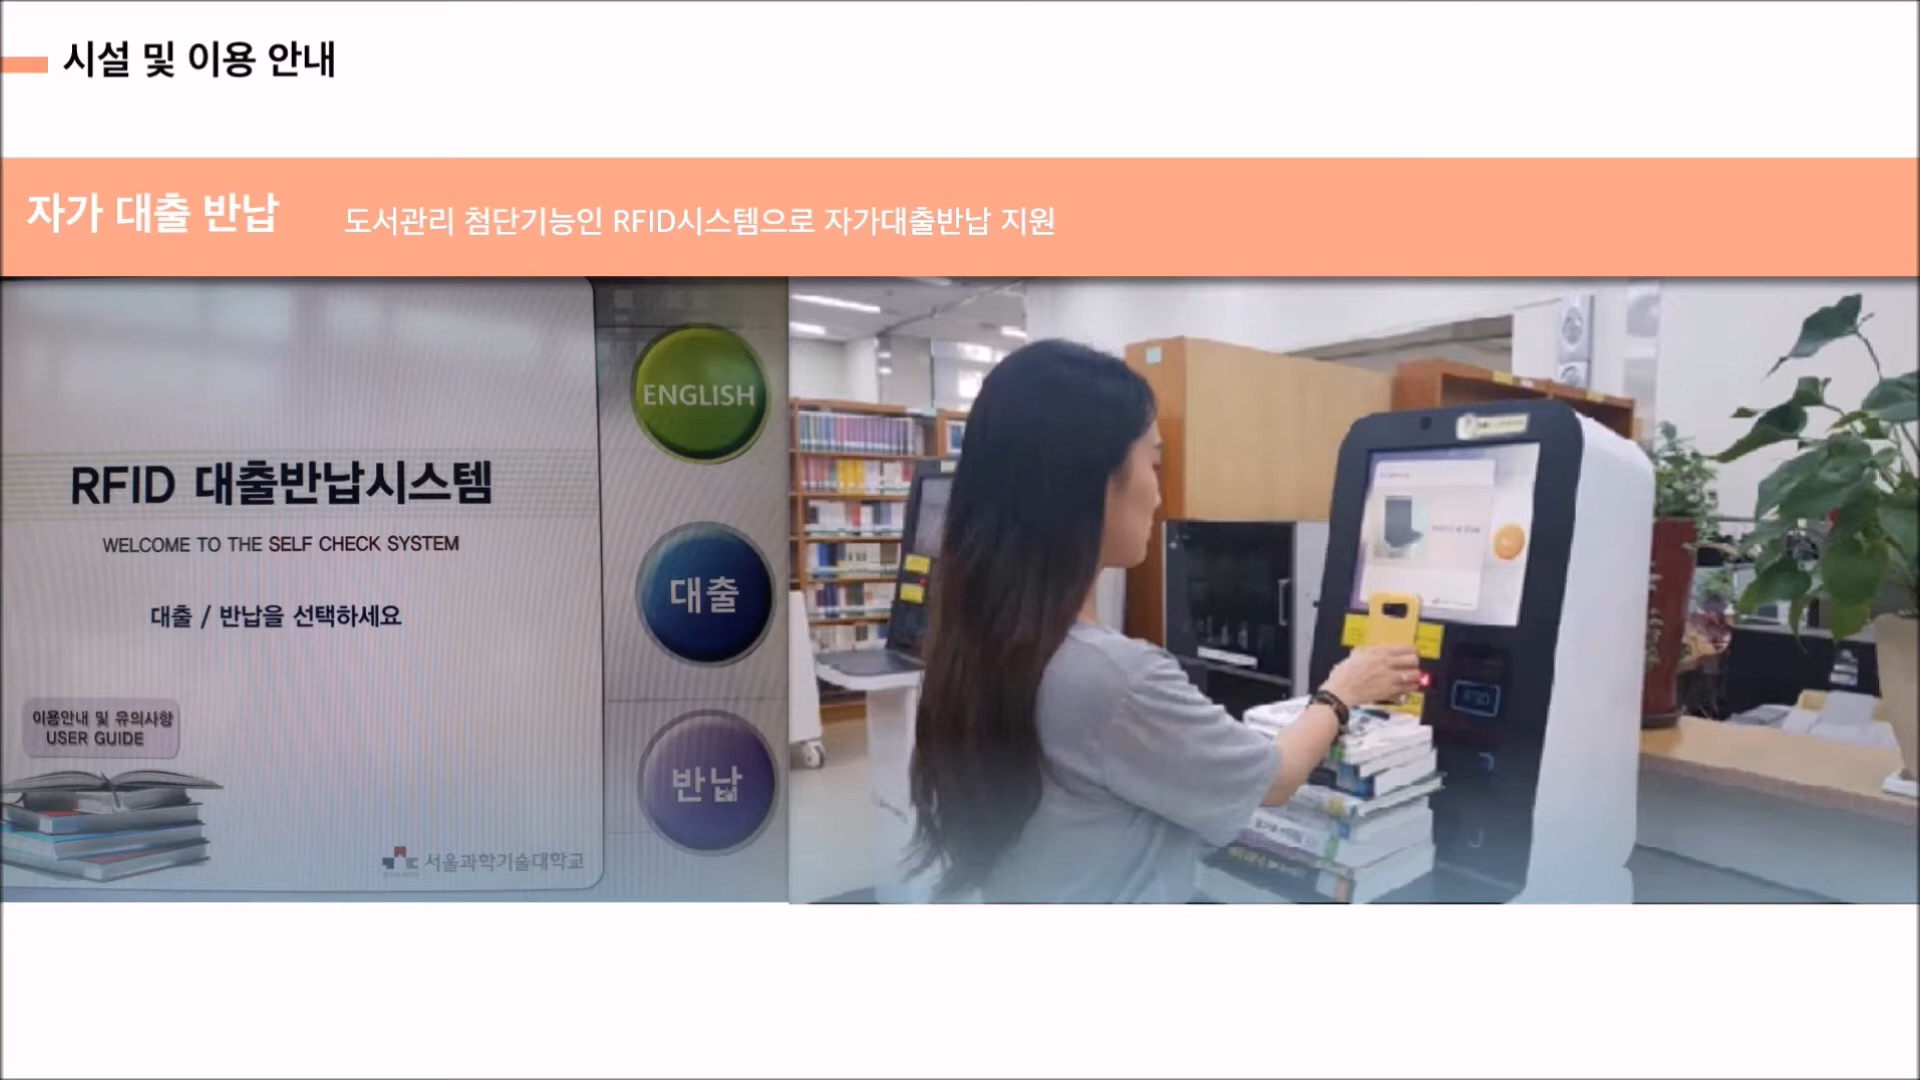 시설 및 이용 안내
자가 대출 반납
도서관리 첨단기능인 RFID시스템으로 자가대출반납 지원
ENGLISH
RFID 대출반납시스템
WELCOME TO THE SELF CHECK SYSTEM
대출 / 반납을 선택하세요
대출
이용안내 및 유의사항
USER GUIDE
반납
서울과학기술대학교
RFID